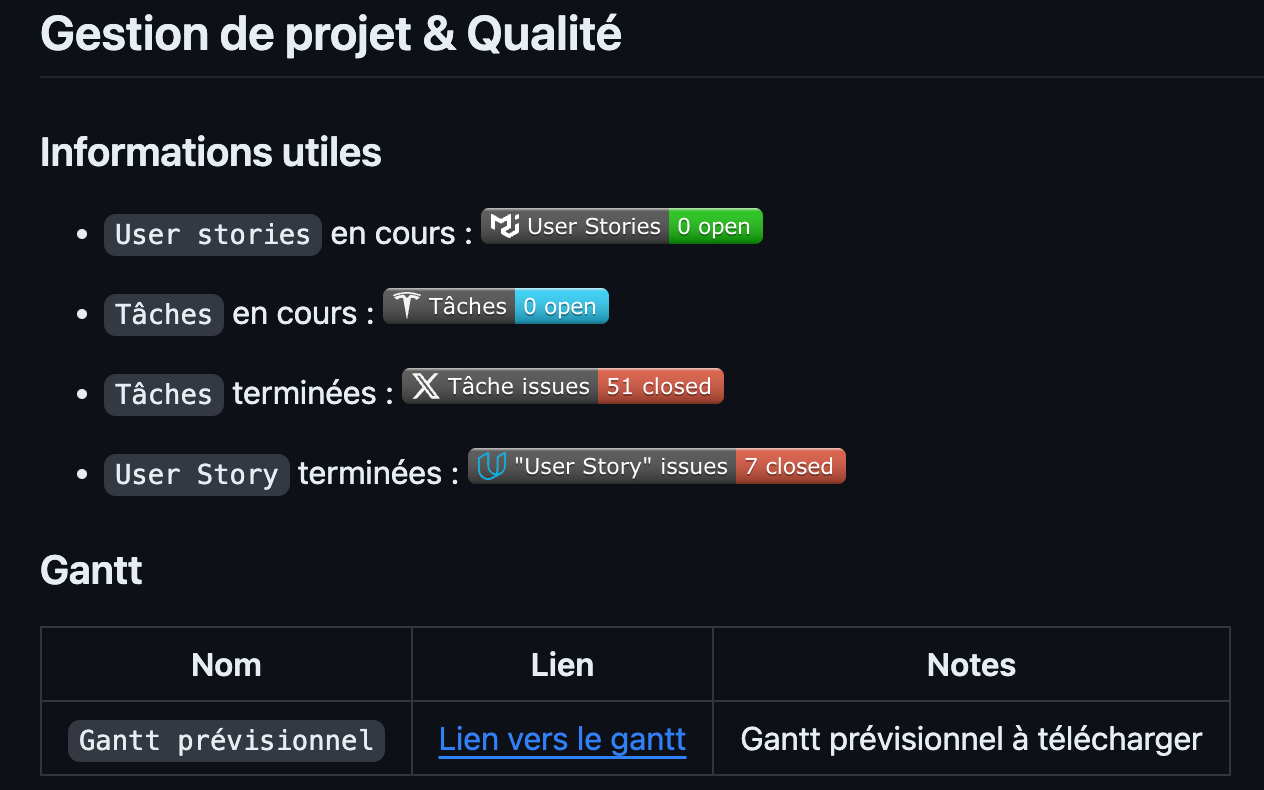 Gestion de projet & Qualité
Informations utiles
User stories en cours : User Stories 0 open
Tâches en cours : Tâches 0 open
Tâches terminées : Tâche issues 51 closed
User Story terminées : "User Story" issues 7 closed
Gantt
Nom Lien Notes
Gantt prévisionnel Lien vers le gantt Gantt prévisionnel à télécharger